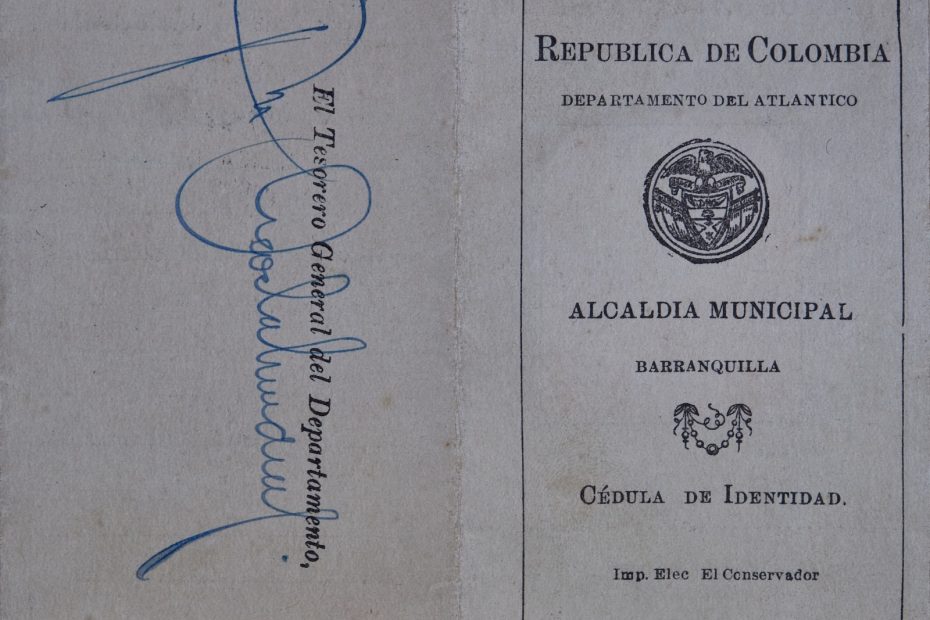 El Tesorero General del Departamento,
REPUBLICA DE COLOMBIA
DEPARTAMENTO DEL ATLANTICO
ALCALDIA MUNICIPAL
BARRANQUILLA
CÉDULA DE IDENTIDAD.
Imp. Elec El Conservador